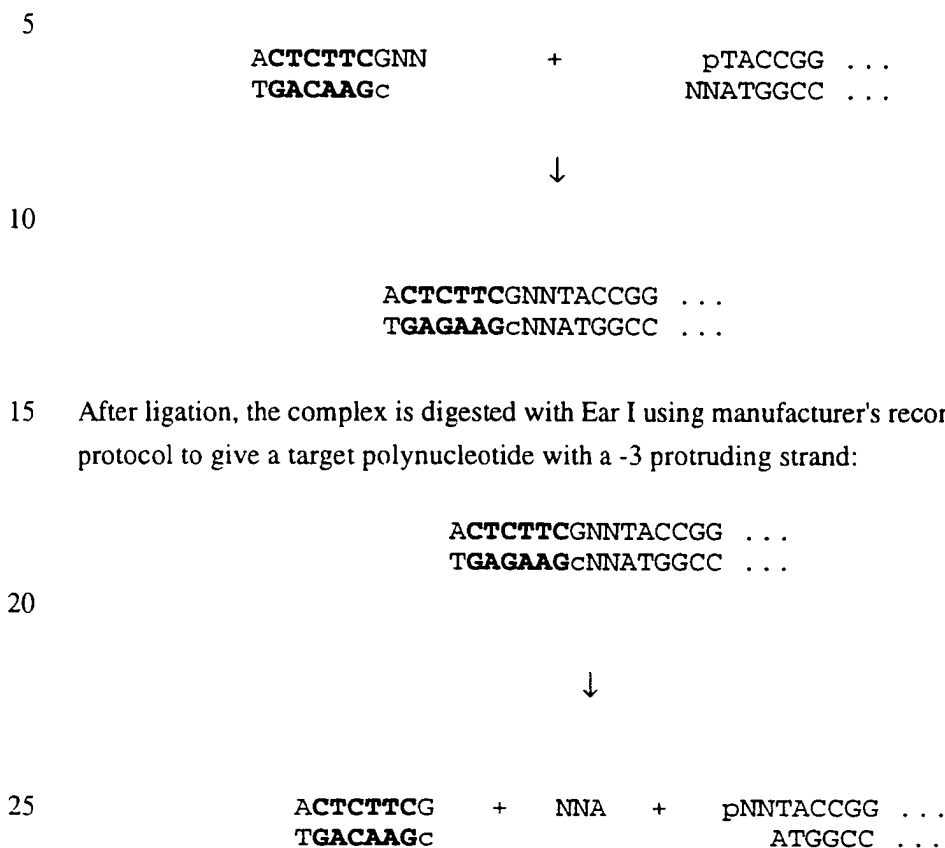 5
ACTCTTCGNN + pTACCGG ...
TGACAAGc NNATGGCC ...
↓
10
ACTCTTCGNNTACCGG ...
TGAGAAGcNNATGGCC ...
15 After ligation, the complex is digested with Ear I using manufacturer's
protocol to give a target polynucleotide with a -3 protruding strand:
ACTCTTCGNNTACCGG ...
TGAGAAGcNNATGGCC ...
20
↓
25 ACTCTTCG + NNA + pNNTACCGG ...
TGACAAGc ATGGCC ...